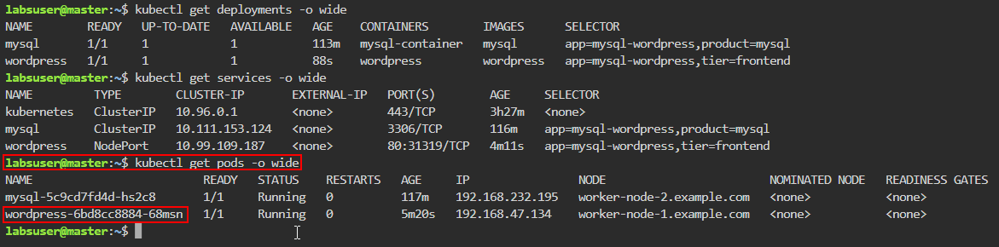 labsuser@master:~$ kubectl get deployments -o wide
NAME READY UP-TO-DATE AVAILABLE AGE CONTAINERS IMAGES SELECTOR
mysql 1/1 1 1 113m mysql-container mysql app=mysql-wordpress,product=mysql
wordpress 1/1 1 1 88s wordpress wordpress app=mysql-wordpress,tier=frontend
labsuser@master:~$ kubectl get services -o wide
NAME TYPE CLUSTER-IP EXTERNAL-IP PORT(S) AGE SELECTOR
kubernetes ClusterIP 10.96.0.1 <none> 443/TCP 3h27m <none>
mysql ClusterIP 10.111.153.124 <none> 3306/TCP 116m app=mysql-wordpress,product=mysql
wordpress NodePort 10.99.109.187 <none> 80:31319/TCP 4m11s app=mysql-wordpress,tier=frontend
labsuser@master:~$ kubectl get pods -o wide
NAME READY STATUS RESTARTS AGE IP NODE NOMINATED NODE READINESS GATES
mysql-5c9cd7fd4d-hs2c8 1/1 Running 0 117m 192.168.232.195 worker-node-2.example.com <none> <none>
wordpress-6bd8cc8884-68msn 1/1 Running 0 5m20s 192.168.47.134 worker-node-1.example.com <none> <none>
labsuser@master:~$